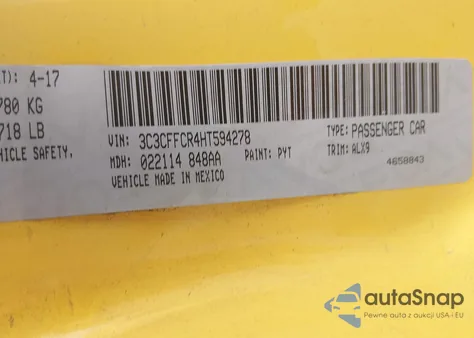 T): 4-17
780 KG
718 LB
HICLE SAFETY,
VIN: 3C3CFFCR4HT594278
TYPE: PASSENGER CAR
MDH: 022114 848AA
PAINT: PYT
TRIM: ALX9
VEHICLE MADE IN MEXICO
4658843
autoSnap
Pewne auta z aukcji USA i EU